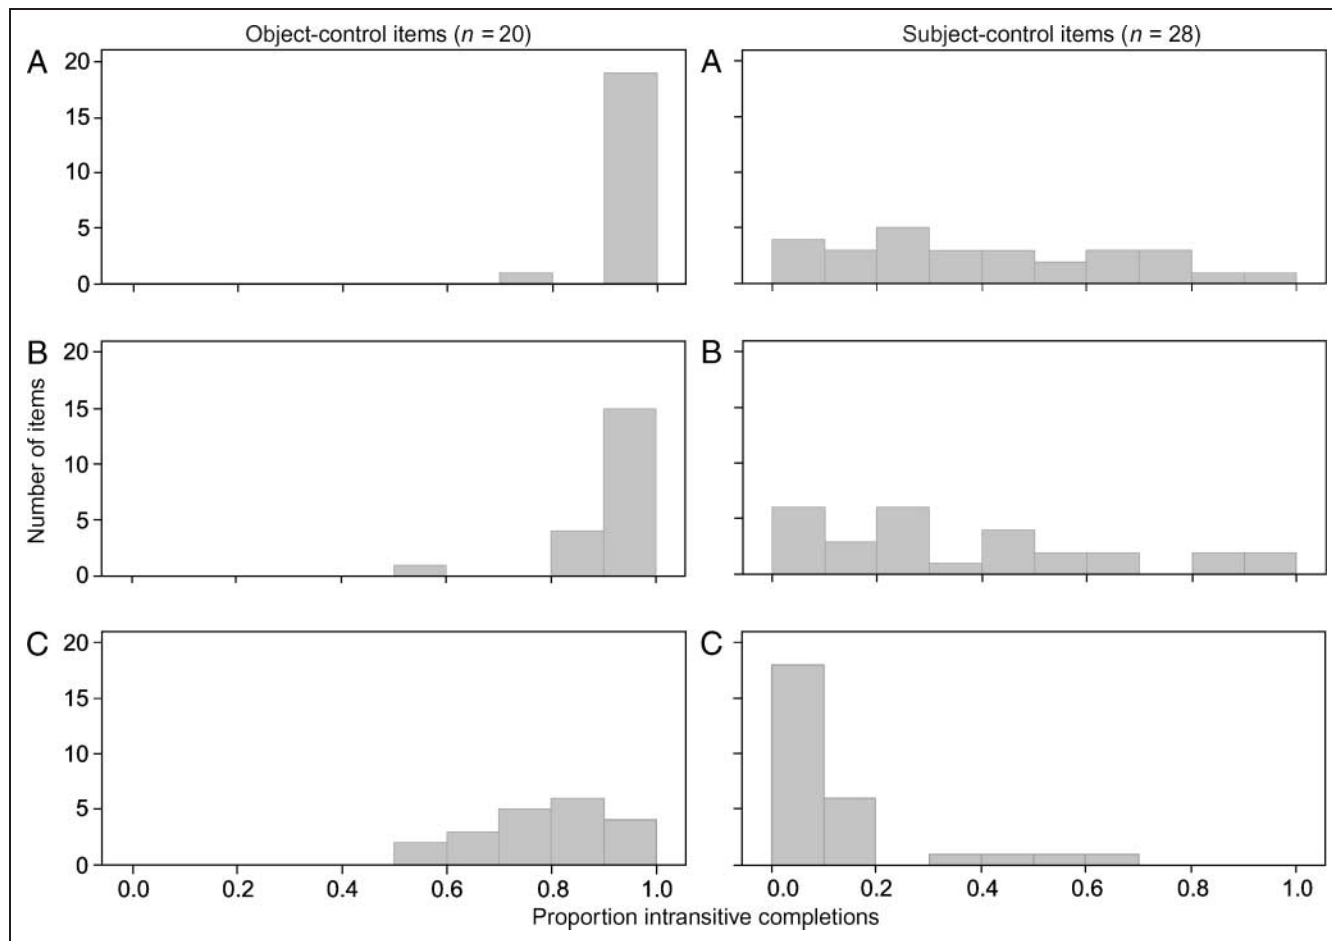 Object-control items (n = 20)
Subject-control items (n = 28)
A
20
15
10
5
0
A
B
20
15
10
5
0
B
Number of items
C
20
15
10
5
0
C
0.0 0.2 0.4 0.6 0.8 1.0
0.0 0.2 0.4 0.6 0.8 1.0
Proportion intransitive completions